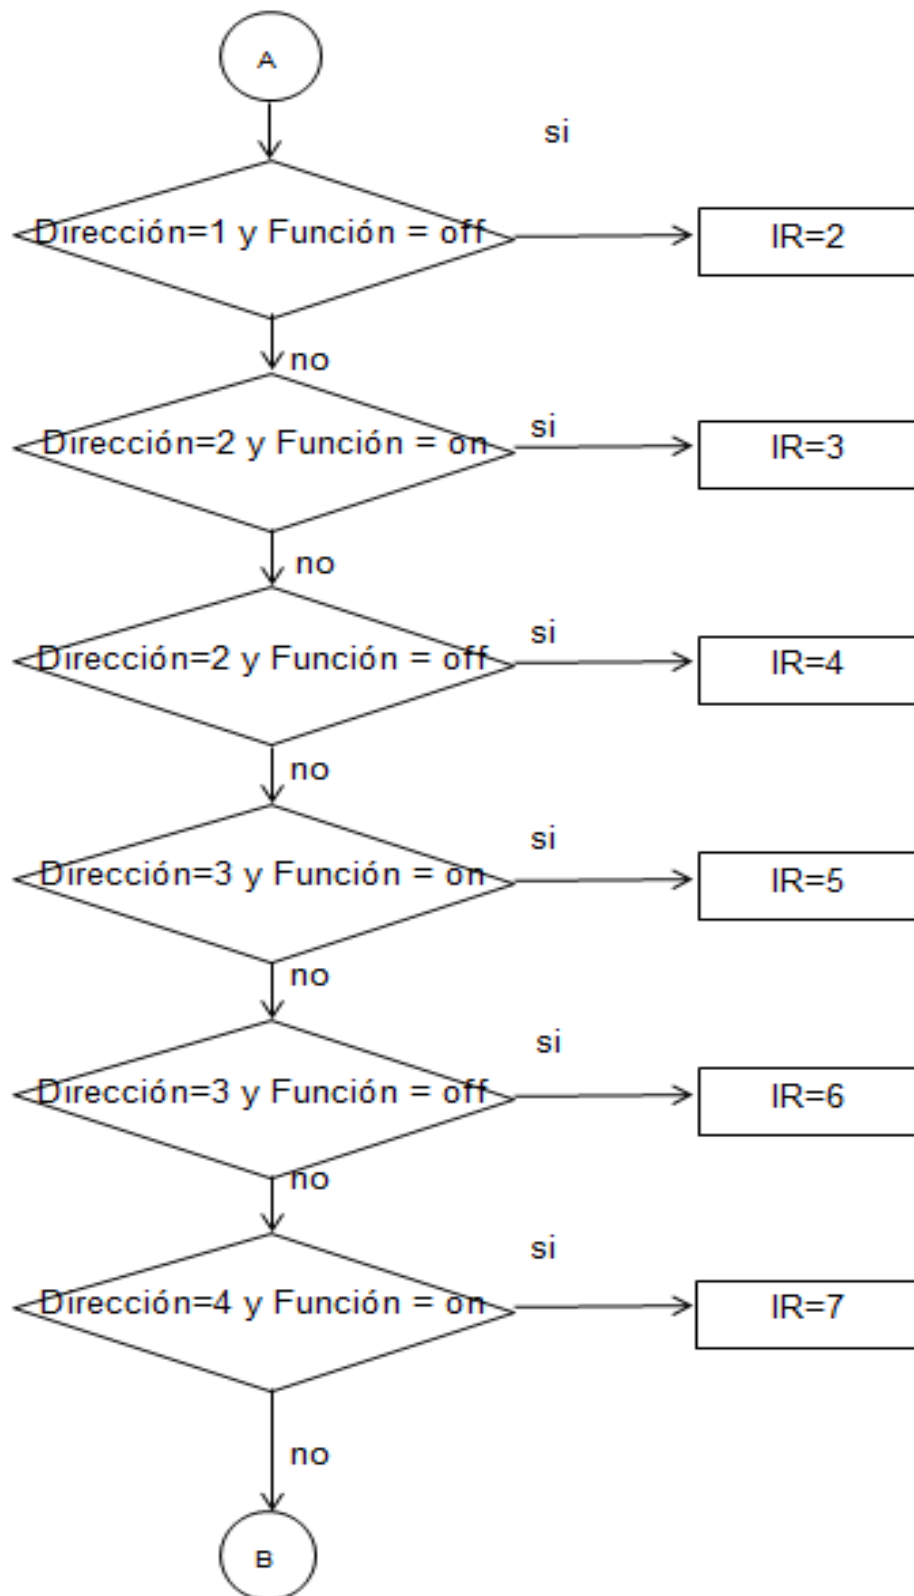 A
si
Dirección=1 y Función = off
IR=2
no
si
Dirección=2 y Función = on
IR=3
no
si
Dirección=2 y Función = off
IR=4
no
si
Dirección=3 y Función = on
IR=5
no
si
Dirección=3 y Función = off
IR=6
no
si
Dirección=4 y Función = on
IR=7
no
B